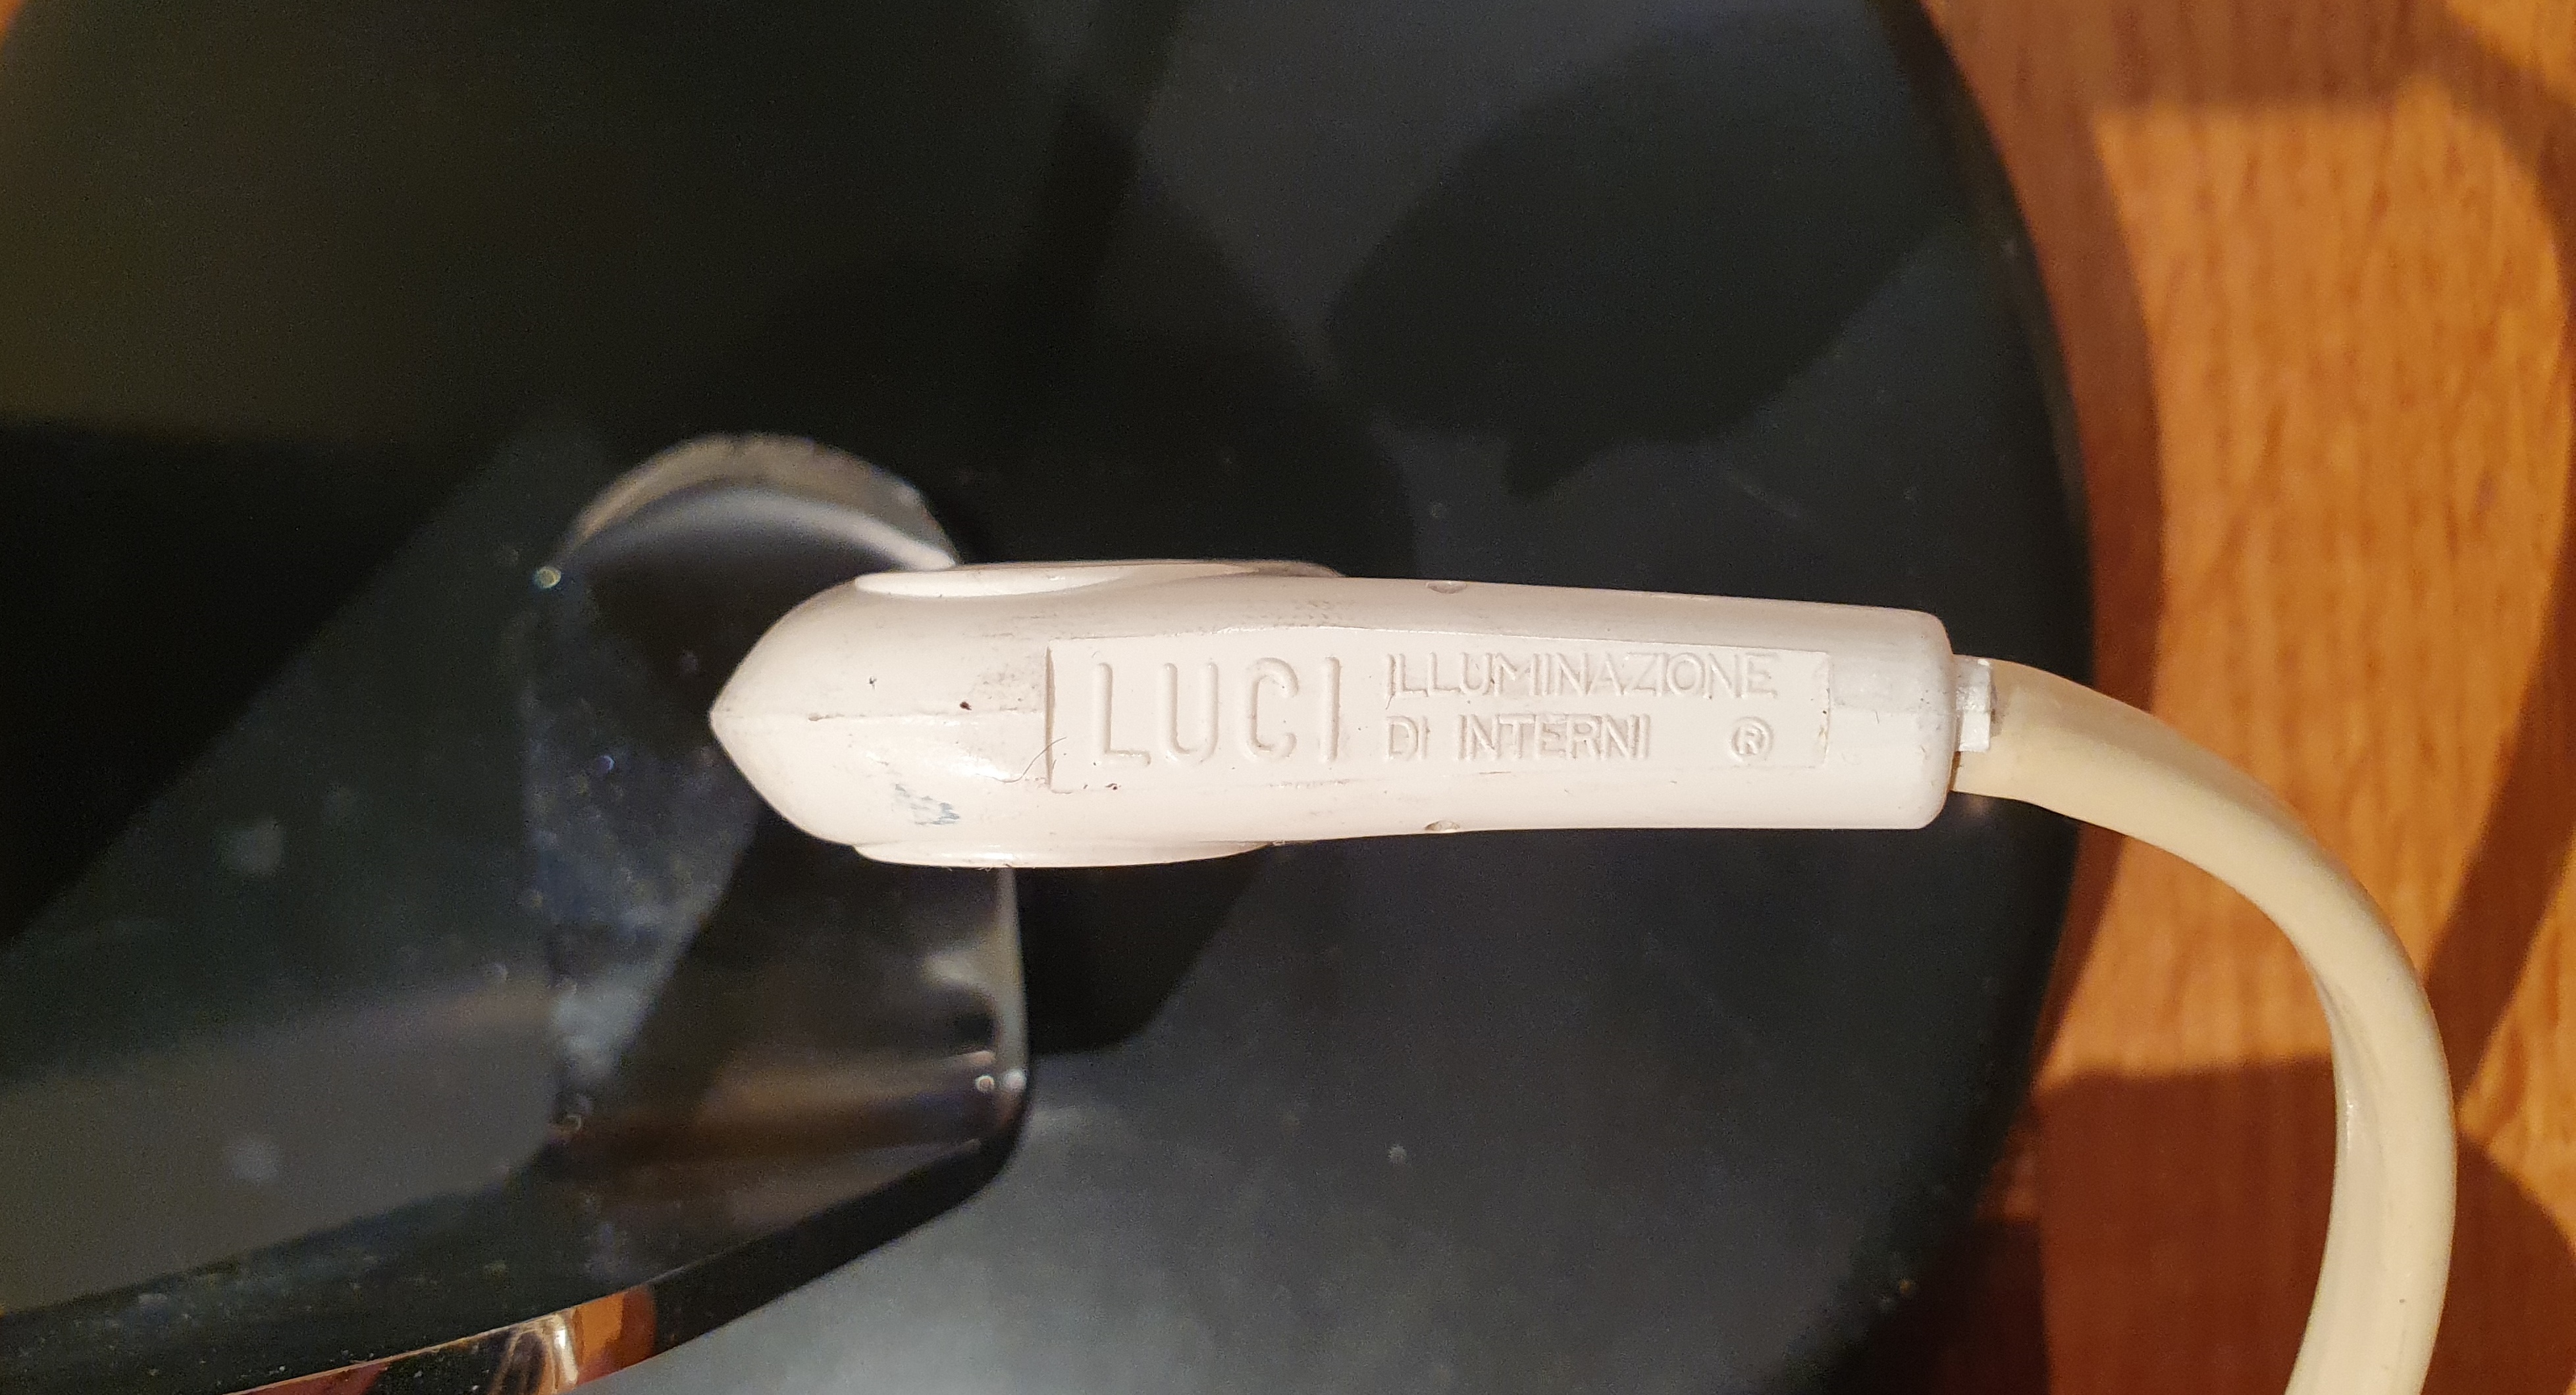 LUCI
ILLUMINAZIONE
DI INTERNI ®